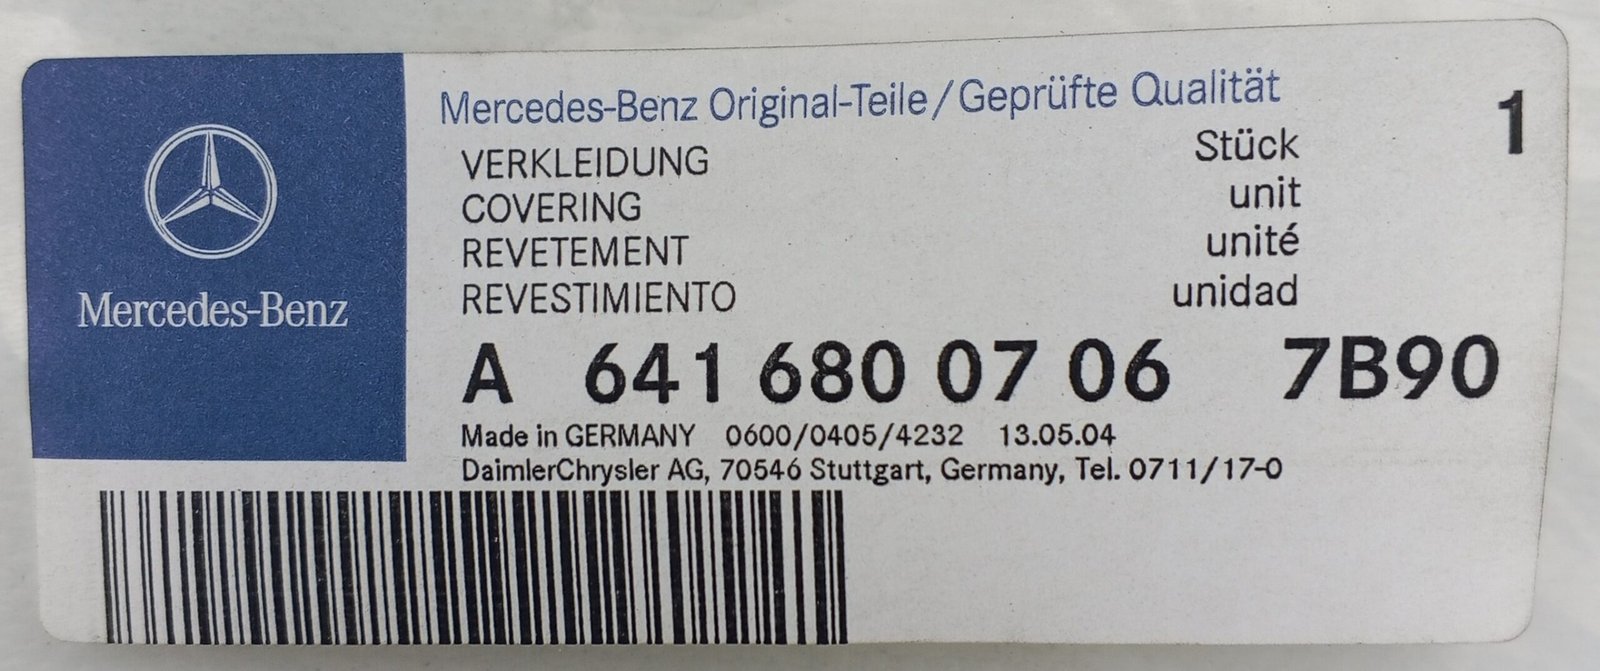 Mercedes-Benz
Mercedes-Benz Original-Teile/Geprüfte Qualität
VERKLEIDUNG Stück 1
COVERING unit
REVETEMENT unité
REVESTIMIENTO unidad
A 641 680 07 06 7B90
Made in GERMANY 0600/0405/4232 13.05.04
DaimlerChrysler AG, 70546 Stuttgart, Germany, Tel. 0711/17-0